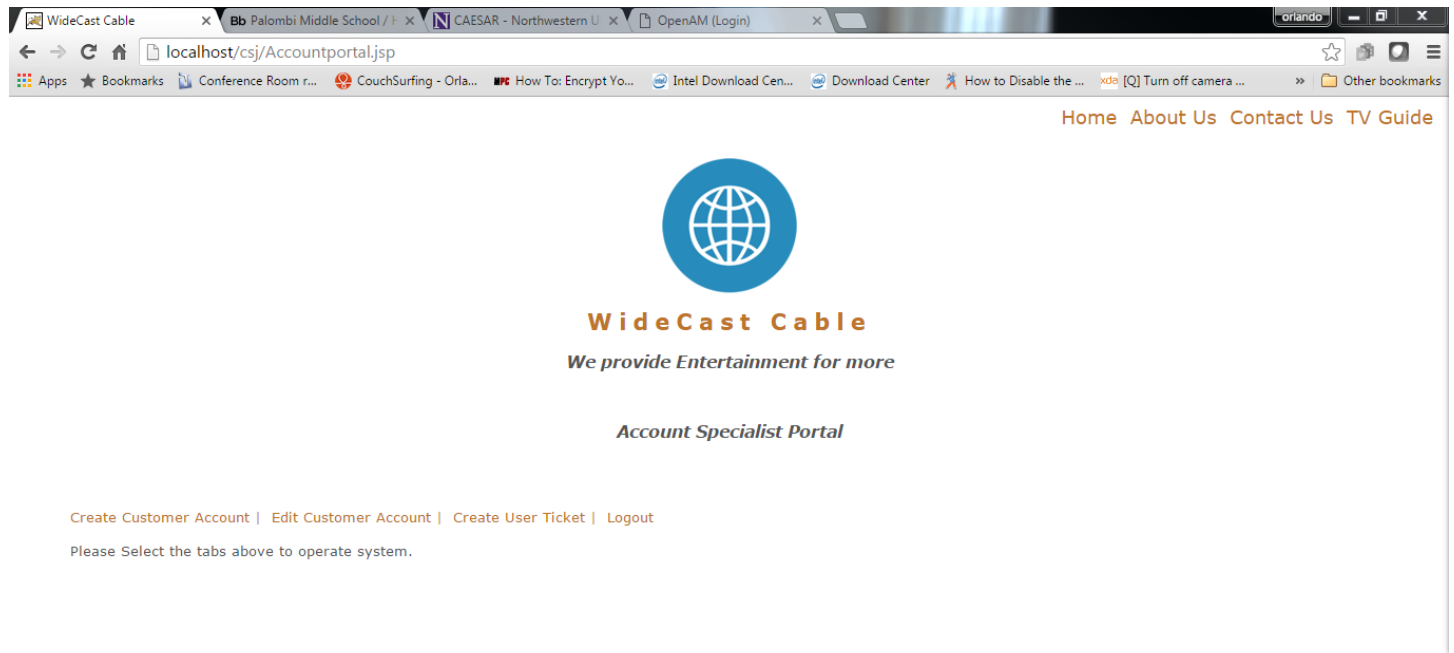 WideCast Cable
Bb Palombi Middle School / H
N CAESAR - Northwestern U
OpenAM (Login)
orlando
localhost/csj/Accountportal.jsp
Apps Bookmarks Conference Room r... CouchSurfing - Orla... How To: Encrypt Yo... Intel Download Cen... Download Center How to Disable the ... xda [Q] Turn off camera ... » Other bookmarks
Home About Us Contact Us TV Guide
WideCast Cable
We provide Entertainment for more
Account Specialist Portal
Create Customer Account | Edit Customer Account | Create User Ticket | Logout
Please Select the tabs above to operate system.